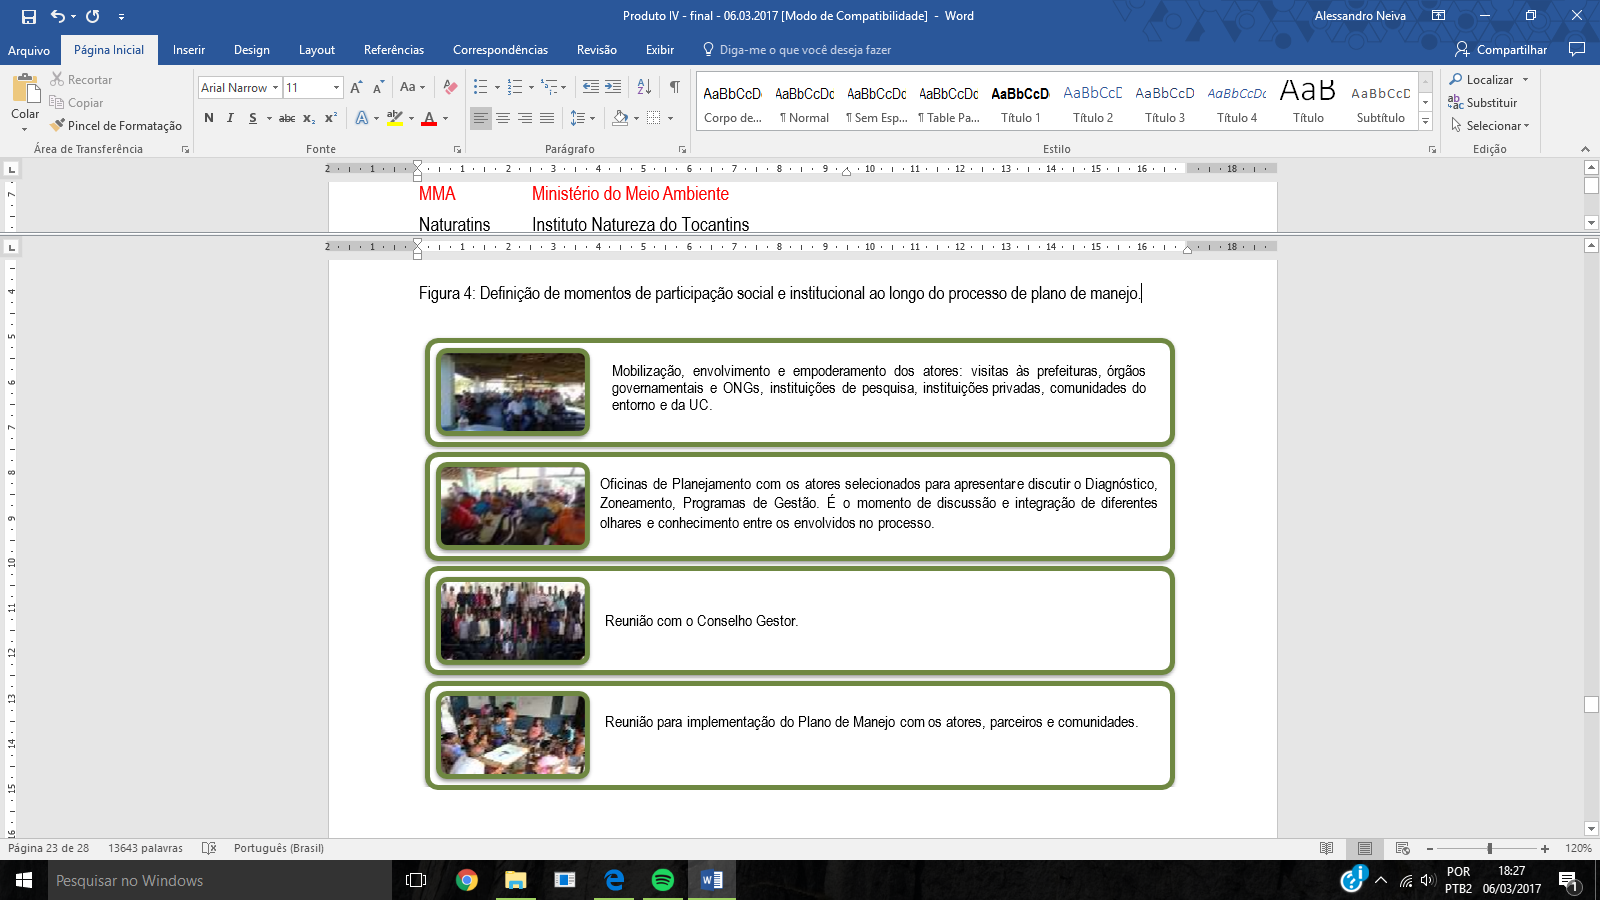 Produto IV - final - 06.03.2017 [Modo de Compatibilidade] - Word
Alessandro Neiva
Arquivo
Página Inicial
Inserir
Design
Layout
Referências
Correspondências
Revisão
Exibir
Diga-me o que você deseja fazer
Compartilhar
Colar
Recortar
Copiar
Pincel de Formatação
Área de Transferência
Arial Narrow
11
Fonte
Parágrafo
AaBbCcD
AaBbCcDc
AaBbCcDc
AaBbCcDc
AaBbCcD
AaBbCcD
AaBbCcD
AaBbCcDc
AaB
AaBbCcD
Corpo de...
¶ Normal
¶ Sem Esp...
¶ Table Pa...
Título 1
Título 2
Título 3
Título 4
Título
Subtítulo
Estilo
Localizar
Substituir
Selecionar
Edição
MMA Ministério do Meio Ambiente
Naturatins Instituto Natureza do Tocantins
Figura 4: Definição de momentos de participação social e institucional ao longo do processo de plano de manejo.
Mobilização, envolvimento e empoderamento dos atores: visitas às prefeituras, órgãos
governamentais e ONGs, instituições de pesquisa, instituições privadas, comunidades do
entorno e da UC.
Oficinas de Planejamento com os atores selecionados para apresentar e discutir o Diagnóstico,
Zoneamento, Programas de Gestão. É o momento de discussão e integração de diferentes
olhares e conhecimento entre os envolvidos no processo.
Reunião com o Conselho Gestor.
Reunião para implementação do Plano de Manejo com os atores, parceiros e comunidades.
Página 23 de 28
13643 palavras
Português (Brasil)
120%
Pesquisar no Windows
POR
PTB2
18:27
06/03/2017
1